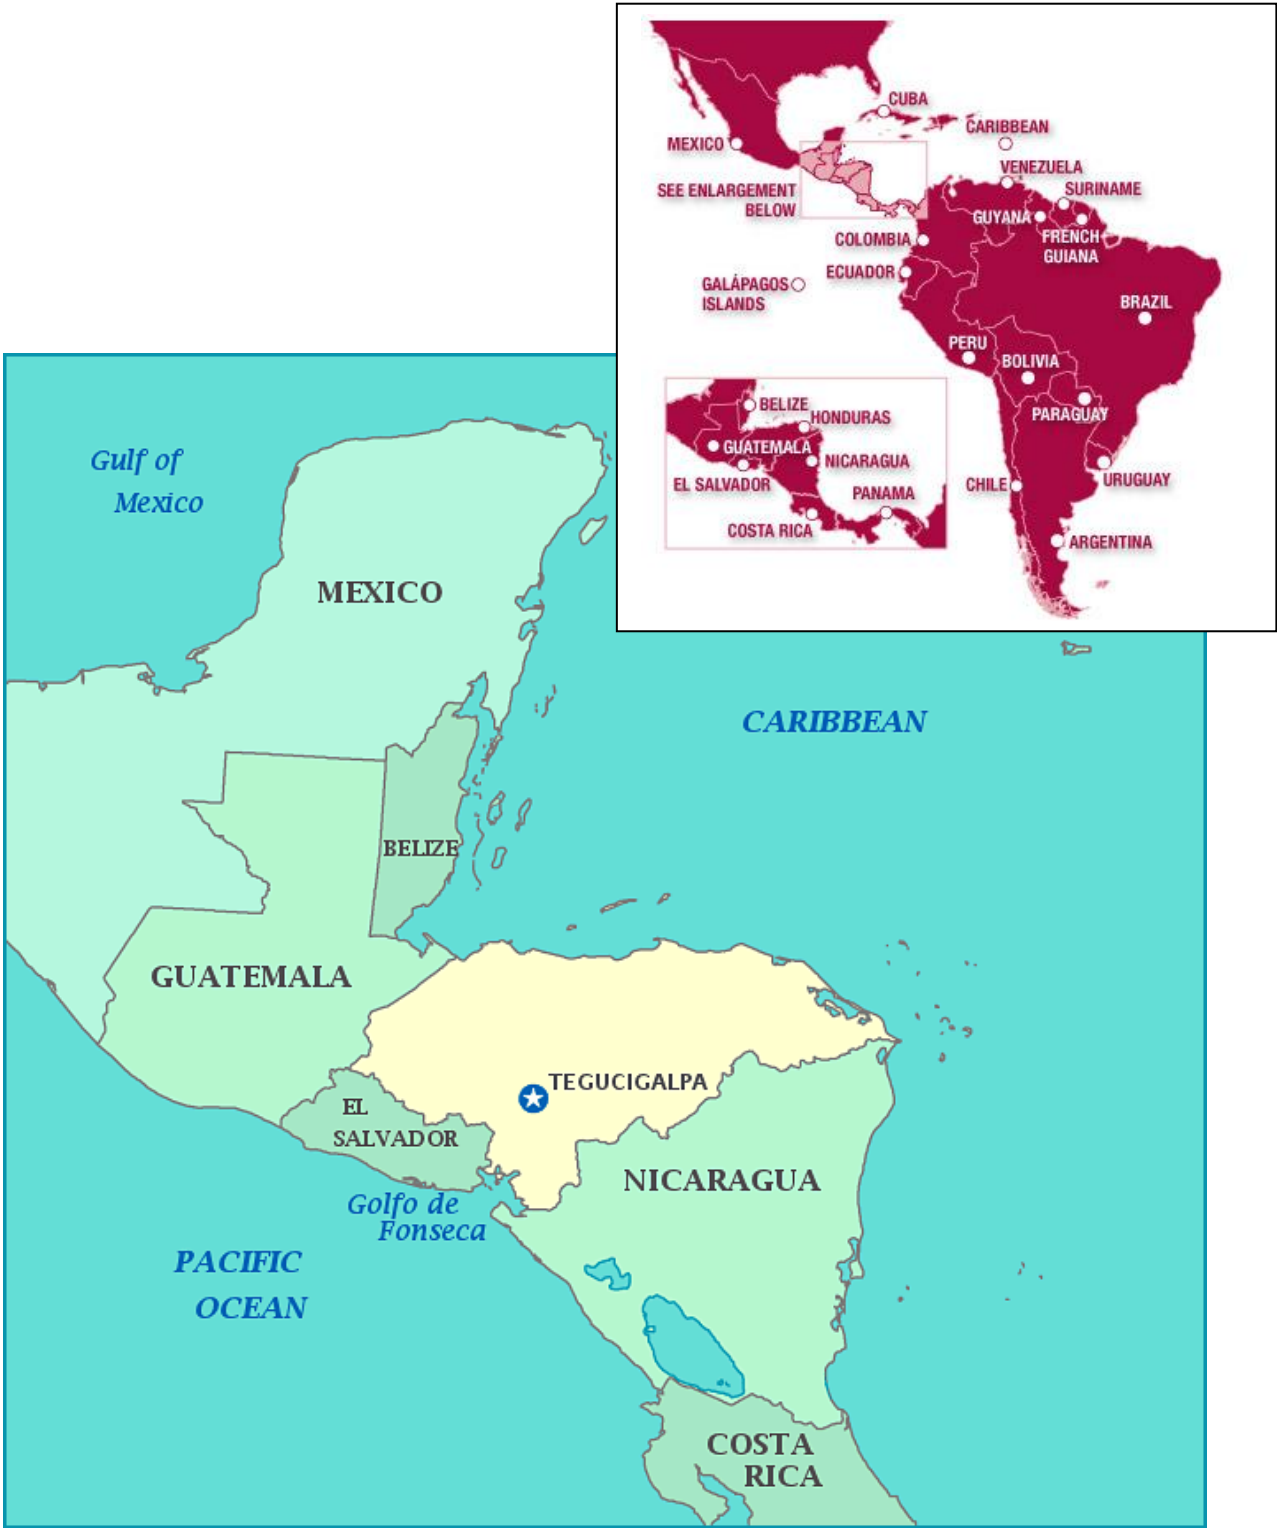 CUBA
CARIBBEAN
MEXICO
VENEZUELA
SEE ENLARGEMENT
BELOW
SURINAME
GUYANA
FRENCH
GUIANA
COLOMBIA
ECUADOR
GALÁPAGOS
ISLANDS
BRAZIL
PERU
BOLIVIA
PARAGUAY
BELIZE
HONDURAS
GUATEMALA
NICARAGUA
EL SALVADOR
PANAMA
COSTA RICA
CHILE
URUGUAY
ARGENTINA
Gulf of
Mexico
MEXICO
CARIBBEAN
BELIZE
GUATEMALA
TEGUCIGALPA
EL
SALVADOR
NICARAGUA
Golfo de
Fonseca
PACIFIC
OCEAN
COSTA
RICA